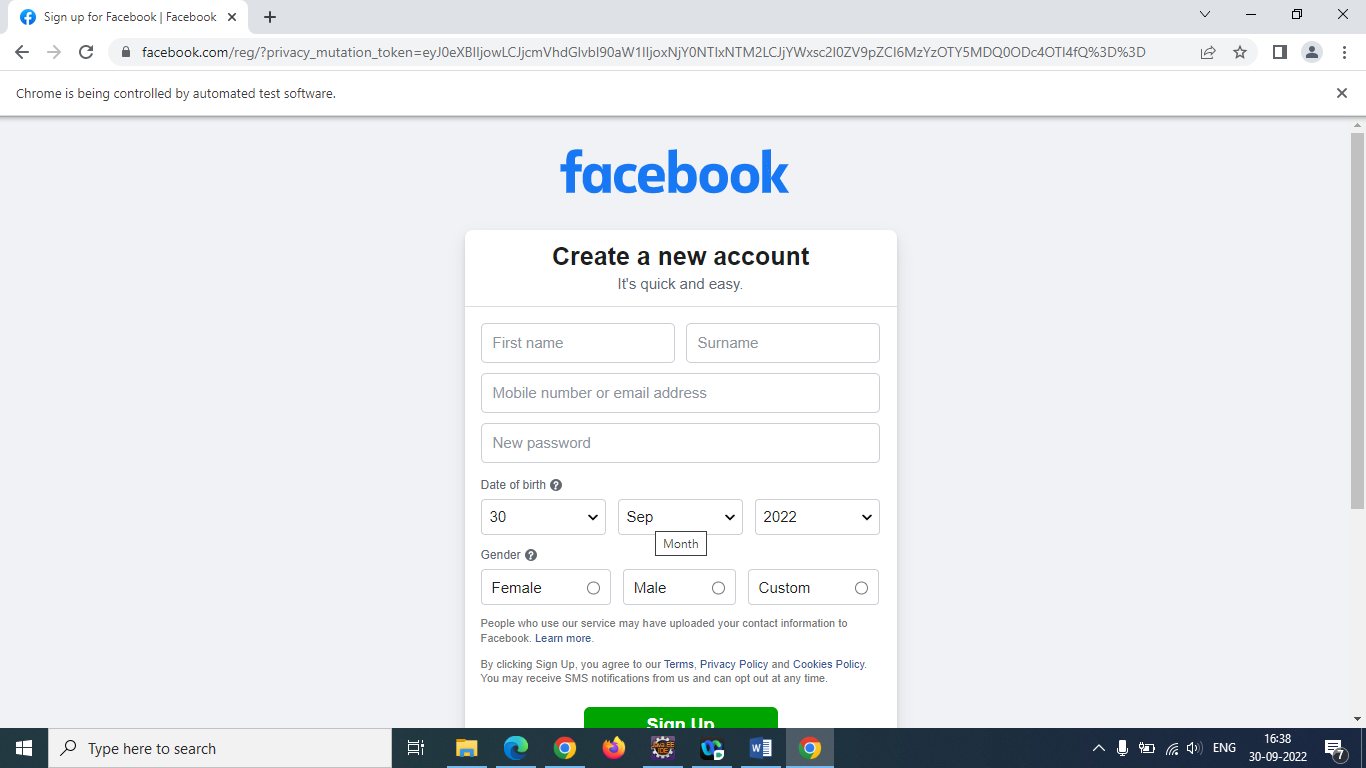 Sign up for Facebook | Facebook
facebook.com/reg/?privacy_mutation_token=eyJ0eXBlIjowLCJjcmVhdGlvbl90aW1lIjoxNjY0NTIxNTM2LCJjYWxsc2l0ZV9pZCI6MzYzOTY5MDQ0ODc4OTI4fQ%3D%3D
Chrome is being controlled by automated test software.
facebook
Create a new account
It's quick and easy.
First name Surname
Mobile number or email address
New password
Date of birth ?
30 Sep 2022
Month
Gender ?
Female Male Custom
People who use our service may have uploaded your contact information to
Facebook. Learn more.
By clicking Sign Up, you agree to our Terms, Privacy Policy and Cookies Policy.
You may receive SMS notifications from us and can opt out at any time.
Sign Up
Type here to search
ENG
16:38
30-09-2022
7